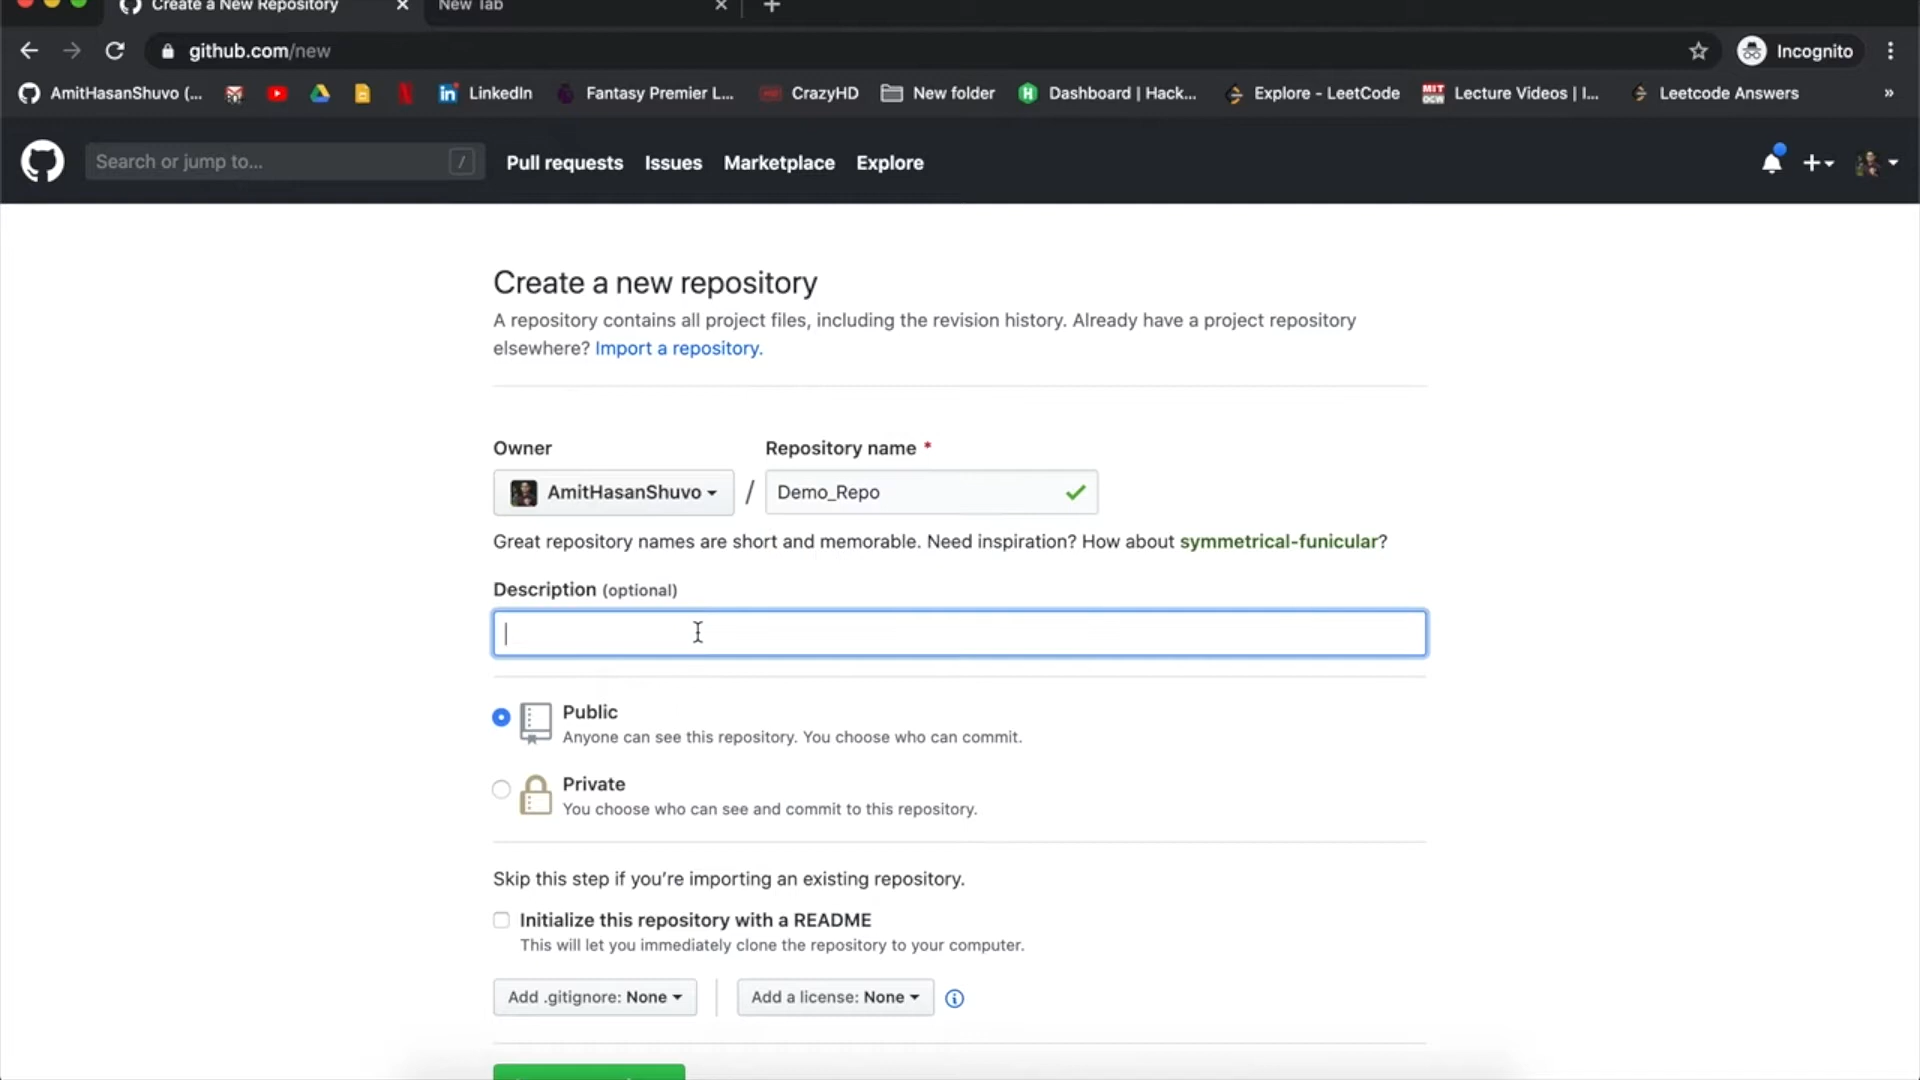 Create a New Repository
New Tab
github.com/new
Incognito
AmitHasanShuvo (...
LinkedIn
Fantasy Premier L...
CrazyHD
New folder
Dashboard | Hack...
Explore - LeetCode
MIT OCW
Lecture Videos | I...
Leetcode Answers
»
Search or jump to...
/
Pull requests
Issues
Marketplace
Explore
Create a new repository
A repository contains all project files, including the revision history. Already have a project repository
elsewhere? Import a repository.
Owner
Repository name *
AmitHasanShuvo
/
Demo_Repo
Great repository names are short and memorable. Need inspiration? How about symmetrical-funicular?
Description (optional)
Public
Anyone can see this repository. You choose who can commit.
Private
You choose who can see and commit to this repository.
Skip this step if you’re importing an existing repository.
Initialize this repository with a README
This will let you immediately clone the repository to your computer.
Add .gitignore: None
Add a license: None